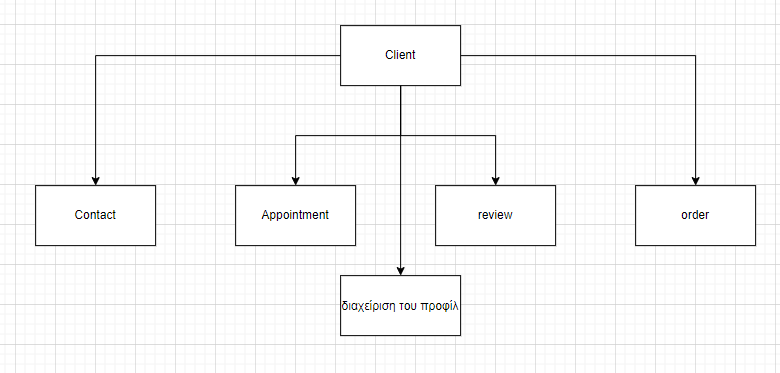 Client
Contact
Appointment
review
order
διαχείριση του προφίλ